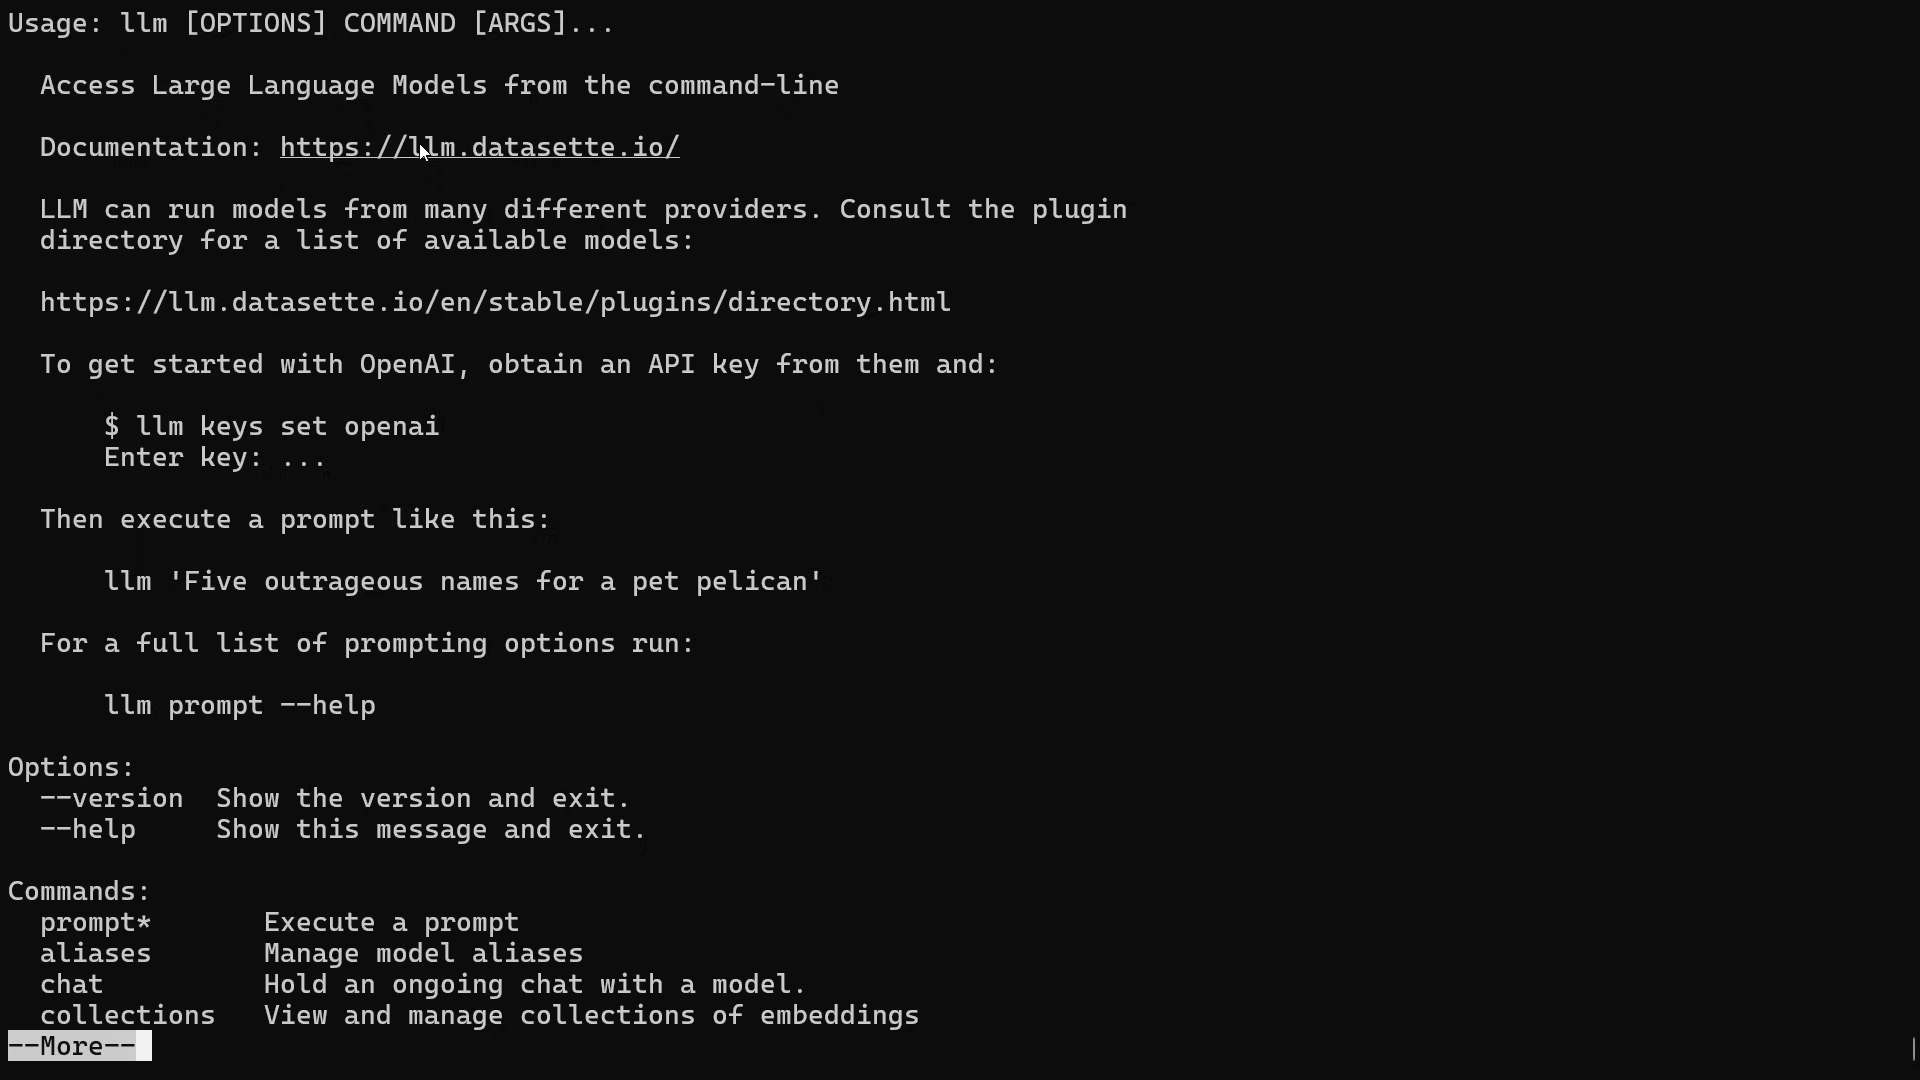 Usage: llm [OPTIONS] COMMAND [ARGS]...
Access Large Language Models from the command-line
Documentation: https://llm.datasette.io/
LLM can run models from many different providers. Consult the plugin
directory for a list of available models:
https://llm.datasette.io/en/stable/plugins/directory.html
To get started with OpenAI, obtain an API key from them and:
$ llm keys set openai
Enter key: ...
Then execute a prompt like this:
llm 'Five outrageous names for a pet pelican'
For a full list of prompting options run:
llm prompt --help
Options:
--version  Show the version and exit.
--help     Show this message and exit.
Commands:
prompt*       Execute a prompt
aliases       Manage model aliases
chat          Hold an ongoing chat with a model.
collections   View and manage collections of embeddings
--More--